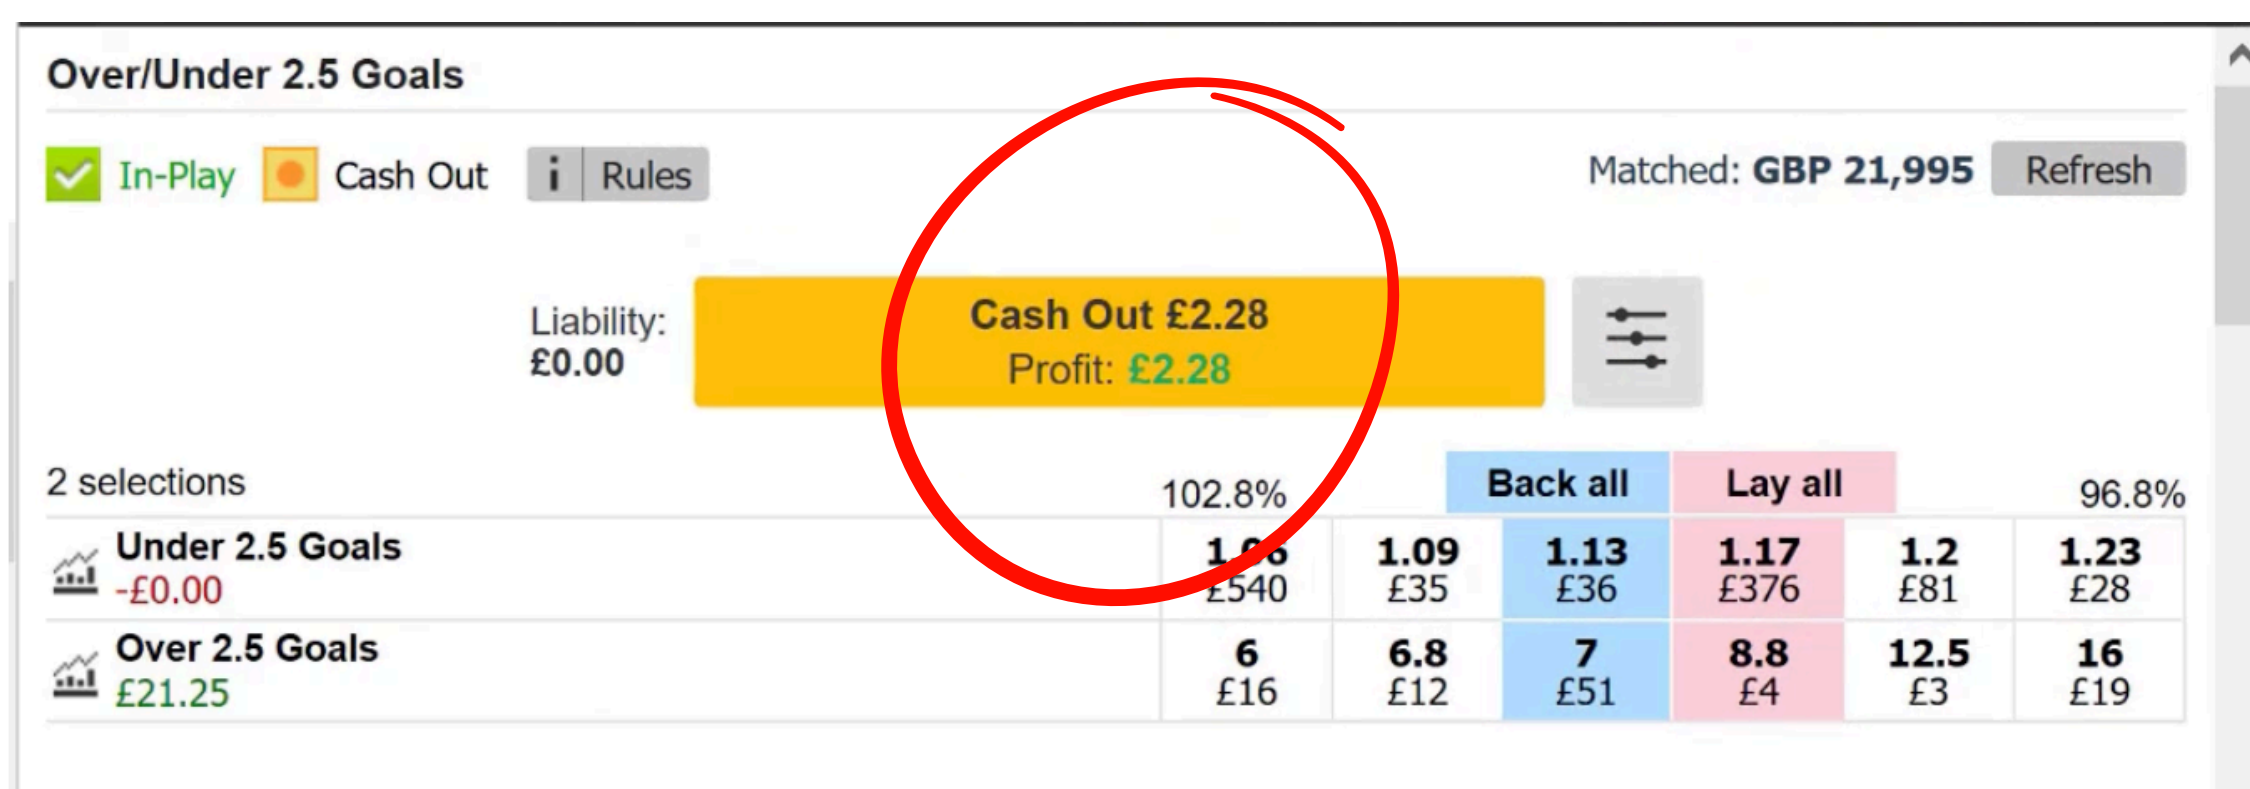 Over/Under 2.5 Goals
In-Play Cash Out i Rules Matched: GBP 21,995 Refresh
Liability:
£0.00
Cash Out £2.28
Profit: £2.28
2 selections 102.8% Back all Lay all 96.8%
Under 2.5 Goals 1.09 1.13 1.17 1.2 1.23
-£0.00 £540 £35 £36 £376 £81 £28
Over 2.5 Goals 6 6.8 7 8.8 12.5 16
£21.25 £16 £12 £51 £4 £3 £19